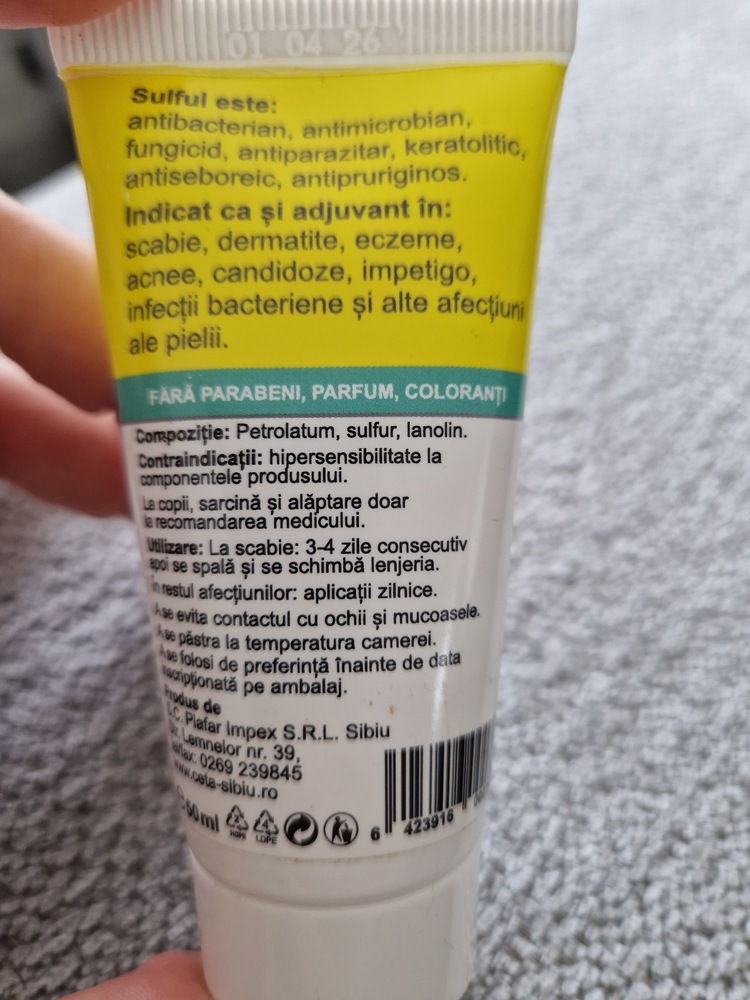 01 04 26
Sulful este:
antibacterian, antimicrobian,
fungicid, antiparazitar, keratolitic,
antiseboreic, antipruriginos.
Indicat ca și adjuvant în:
scabie, dermatite, eczeme,
acnee, candidoze, impetigo,
infecții bacteriene și alte afecțiuni
ale pielii.
FĂRĂ PARABENI, PARFUM, COLORANȚI
Compoziție: Petrolatum, sulfur, lanolin.
Contraindicații: hipersensibilitate la
componentele produsului.
La copii, sarcină și alăptare doar
la recomandarea medicului.
Utilizare: La scabie: 3-4 zile consecutiv
apoi se spală și se schimbă lenjeria.
În restul afecțiunilor: aplicații zilnice.
A se evita contactul cu ochii și mucoasele.
A se păstra la temperatura camerei.
A se folosi de preferință înainte de data
inscripționată pe ambalaj.
Produs de
S.C. Plafar Impex S.R.L. Sibiu
Str. Lemnelor nr. 39,
tel/fax: 0269 239845
www.ceta-sibiu.ro
50ml
2 HDPE 4 LDPE
6 423916